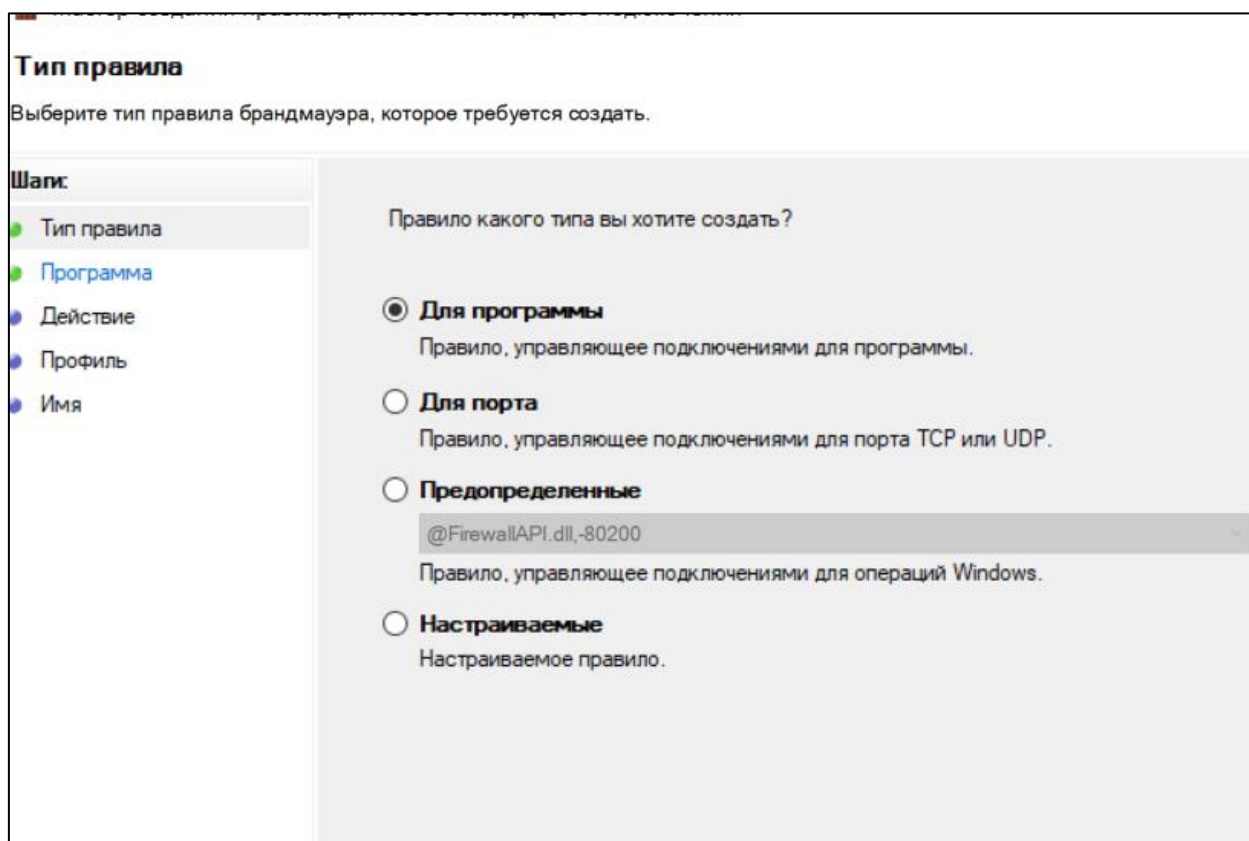 Тип правила
Выберите тип правила брандмауэра, которое требуется создать.
Шаги:
Тип правила
Программа
Действие
Профиль
Имя
Правило какого типа вы хотите создать?
Для программы
Правило, управляющее подключениями для программы.
Для порта
Правило, управляющее подключениями для порта TCP или UDP.
Предопределенные
@FirewallAPI.dll,-80200
Правило, управляющее подключениями для операций Windows.
Настраиваемые
Настраиваемое правило.